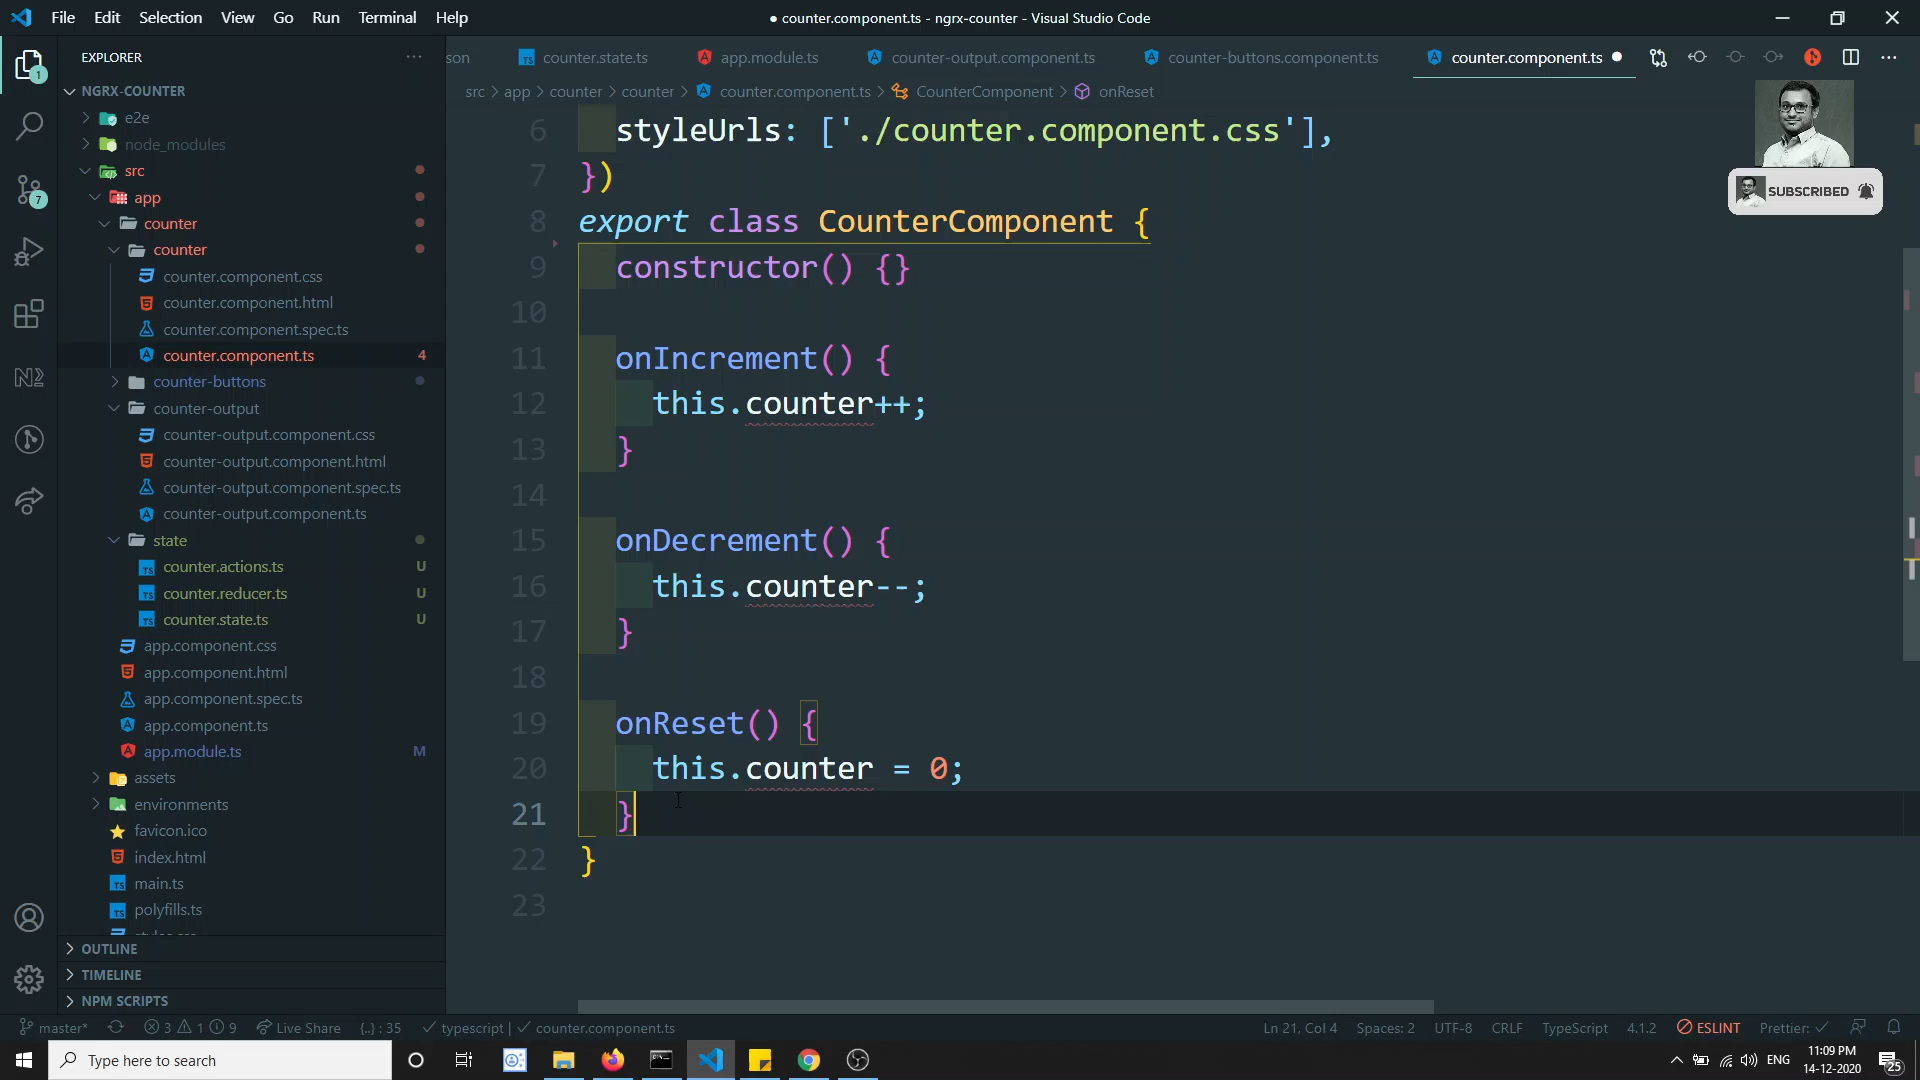 File Edit Selection View Go Run Terminal Help
● counter.component.ts - ngrx-counter - Visual Studio Code
EXPLORER
NGRX-COUNTER
e2e
node_modules
src
app
counter
counter
counter.component.css
counter.component.html
counter.component.spec.ts
counter.component.ts 4
counter-buttons
counter-output
counter-output.component.css
counter-output.component.html
counter-output.component.spec.ts
counter-output.component.ts
state
counter.actions.ts U
counter.reducer.ts U
counter.state.ts U
app.component.css
app.component.html
app.component.spec.ts
app.component.ts
app.module.ts M
assets
environments
favicon.ico
index.html
main.ts
polyfills.ts
OUTLINE
TIMELINE
NPM SCRIPTS
son counter.state.ts app.module.ts counter-output.component.ts counter-buttons.component.ts counter.component.ts
src > app > counter > counter > counter.component.ts > CounterComponent > onReset
SUBSCRIBED
6 styleUrls: ['./counter.component.css'],
7 })
8 export class CounterComponent {
9 constructor() {}
10
11 onIncrement() {
12 this.counter++;
13 }
14
15 onDecrement() {
16 this.counter--;
17 }
18
19 onReset() {
20 this.counter = 0;
21 }
22 }
23
master* 3 1 9 Live Share {..} : 35 typescript | counter.component.ts Ln 21, Col 4 Spaces: 2 UTF-8 CRLF TypeScript 4.1.2 ESLINT Prettier:
Type here to search
ENG
11:09 PM
14-12-2020
25
1
7